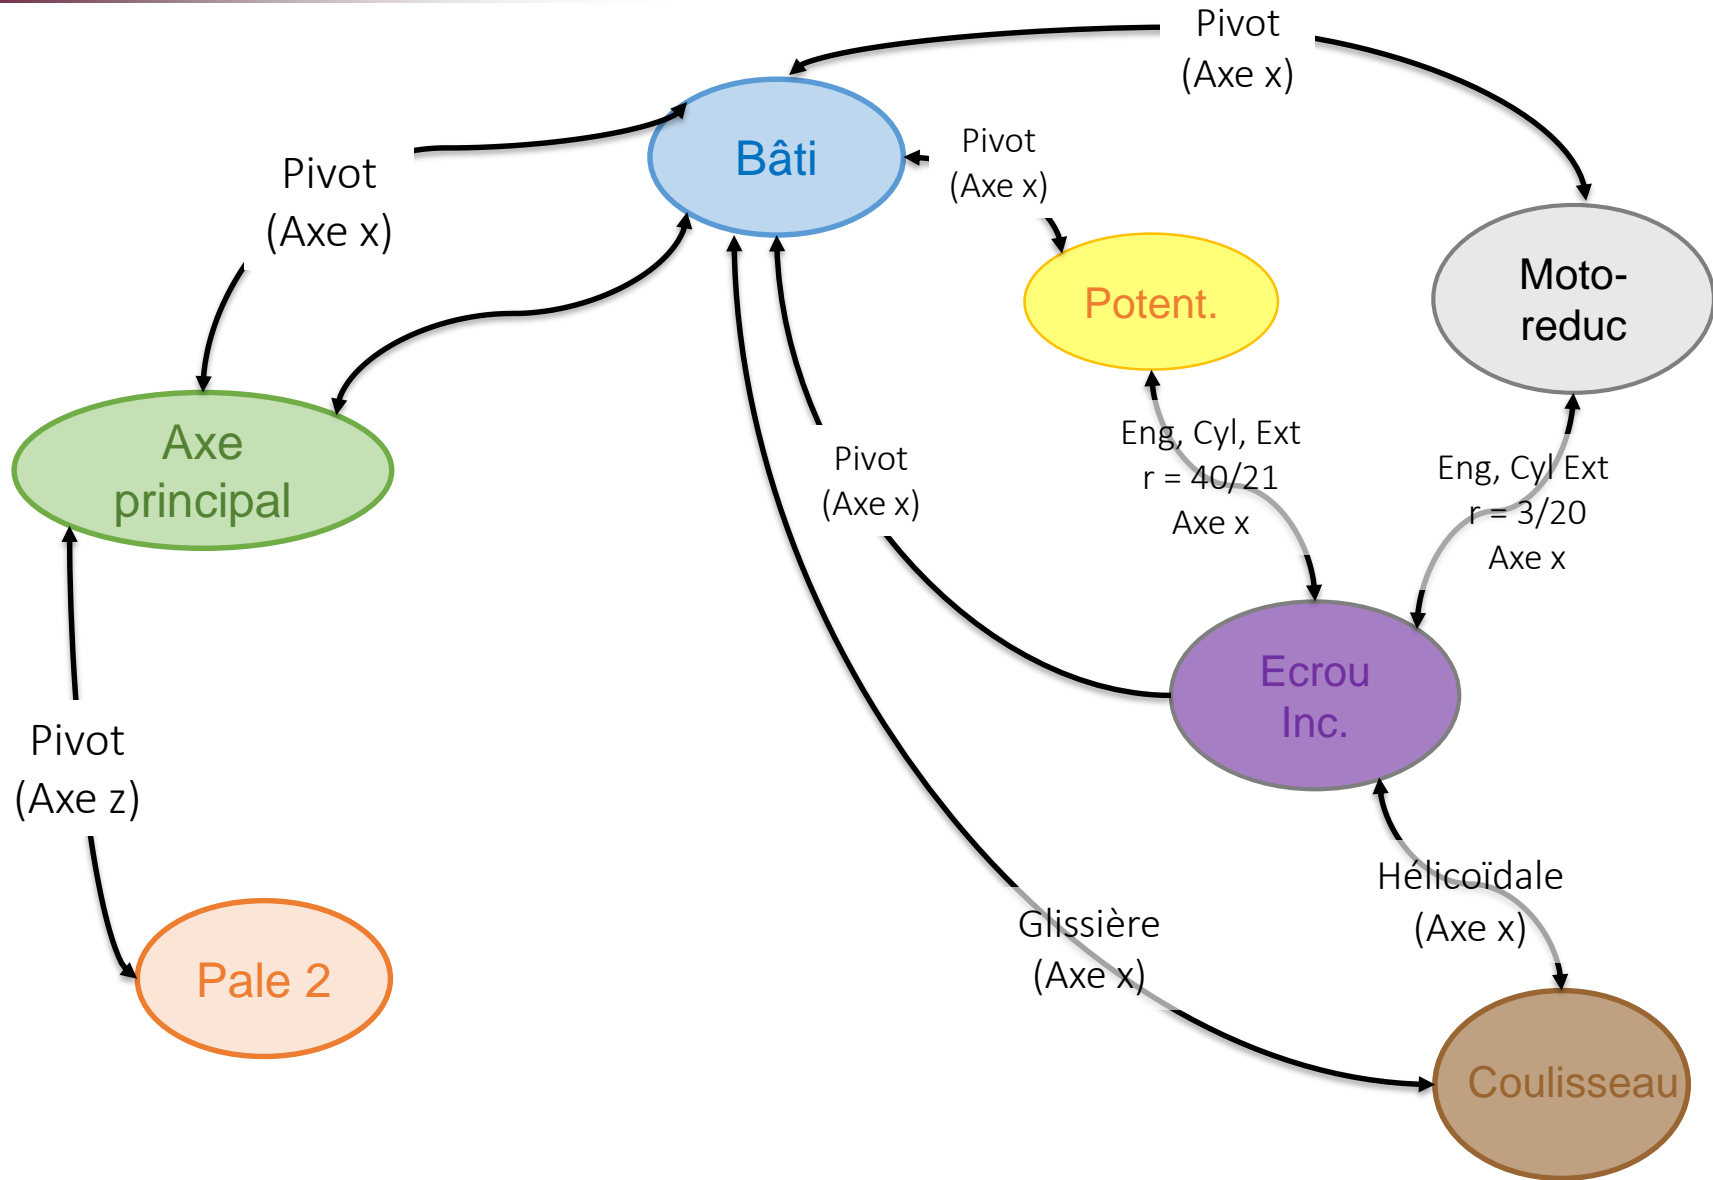 Pivot
(Axe x)
Bâti
Pivot
(Axe x)
Pivot
(Axe x)
Potent.
Moto-
reduc
Axe
principal
Pivot
(Axe x)
Eng, Cyl, Ext
r = 40/21
Axe x
Eng, Cyl Ext
r = 3/20
Axe x
Ecrou
Inc.
Pivot
(Axe z)
Hélicoïdale
(Axe x)
Glissière
(Axe x)
Pale 2
Coulisseau